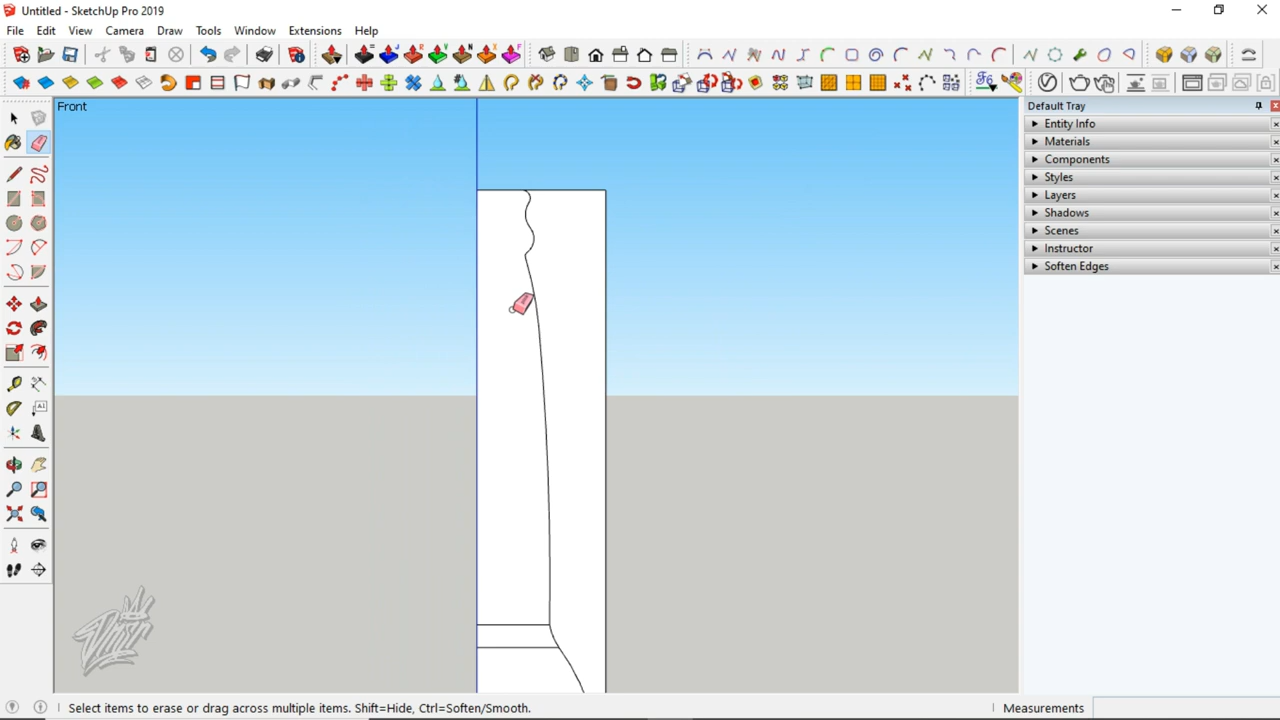 Untitled - SketchUp Pro 2019
File Edit View Camera Draw Tools Window Extensions Help
Front
Default Tray
Entity Info
Materials
Components
Styles
Layers
Shadows
Scenes
Instructor
Soften Edges
Select items to erase or drag across multiple items. Shift=Hide, Ctrl=Soften/Smooth.
Measurements